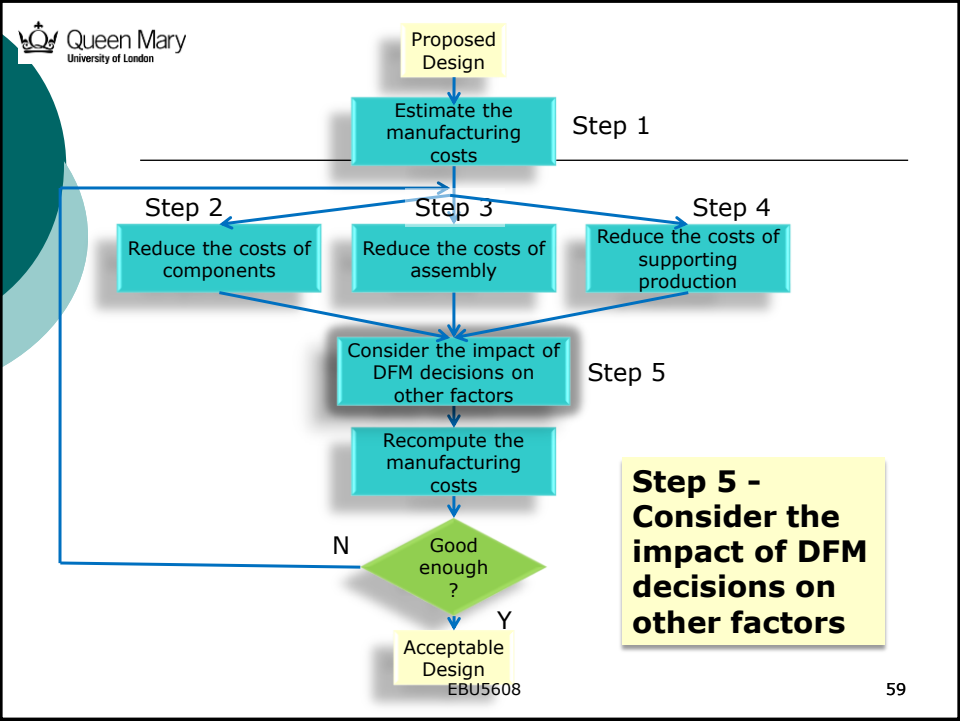 Queen Mary
University of London
Proposed
Design
Estimate the
manufacturing
costs
Step 1
Step 2
Step 3
Step 4
Reduce the costs of
components
Reduce the costs of
assembly
Reduce the costs of
supporting
production
Consider the impact of
DFM decisions on
other factors
Step 5
Recompute the
manufacturing
costs
Step 5 -
Consider the
impact of DFM
decisions on
other factors
N
Good
enough
?
Y
Acceptable
Design
EBU5608
59